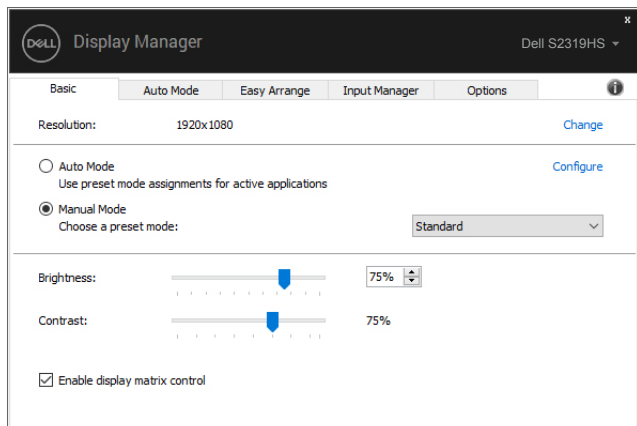 x
DELL Display Manager Dell S2319HS
Basic Auto Mode Easy Arrange Input Manager Options i
Resolution: 1920x1080 Change
Auto Mode Configure
Use preset mode assignments for active applications
Manual Mode
Choose a preset mode: Standard
Brightness: 75%
Contrast: 75%
Enable display matrix control